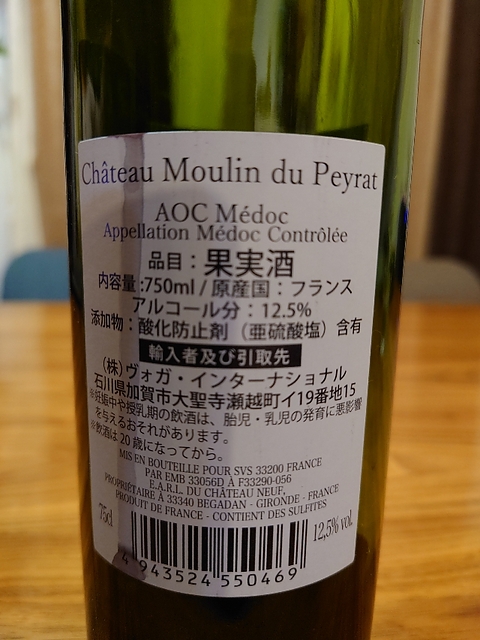 Château Moulin du Peyrat
AOC Médoc
Appellation Médoc Contrôlée
品目：果実酒
内容量:750ml / 原産国：フランス
アルコール分：12.5%
添加物：酸化防止剤（亜硫酸塩）含有
輸入者及び引取先
（株）ヴォガ・インターナショナル
石川県加賀市大聖寺瀬越町イ19番地15
※妊娠中や授乳期の飲酒は、胎児・乳児の発育に悪影響
を与えるおそれがあります。
※飲酒は20歳になってから。
MIS EN BOUTEILLE POUR SVS 33200 FRANCE
PAR EMB 33056D À F33290-056
E.A.R.L. DU CHÂTEAU NEUF,
PROPRIÉTAIRE À 33340 BEGADAN - GIRONDE - FRANCE
PRODUIT DE FRANCE - CONTIENT DES SULFITES
75cl
12,5% vol.
4 943524 550469